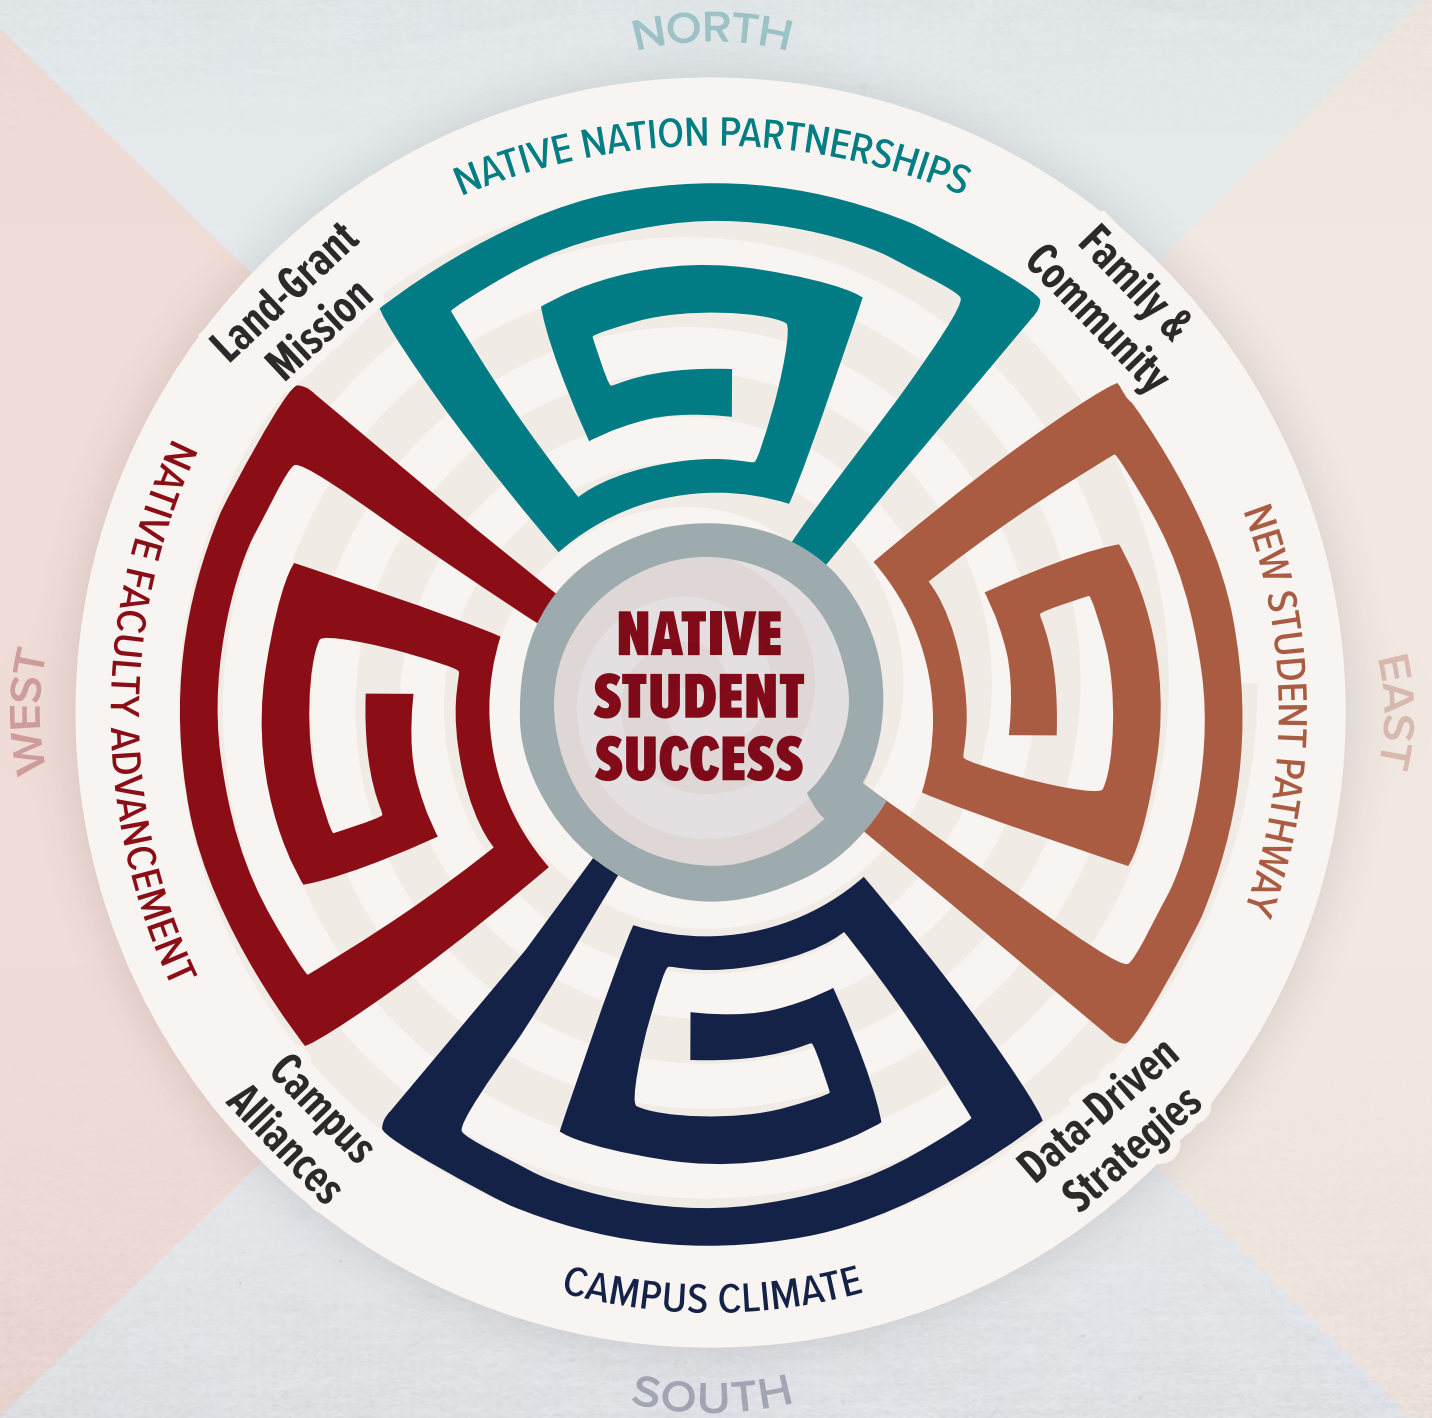 NORTH
NATIVE NATION PARTNERSHIPS
Land-Grant
Mission
Family &
Community
NATIVE FACULTY ADVANCEMENT
NEW STUDENT PATHWAY
WEST
EAST
NATIVE
STUDENT
SUCCESS
Campus
Alliances
Data-Driven
Strategies
CAMPUS CLIMATE
SOUTH